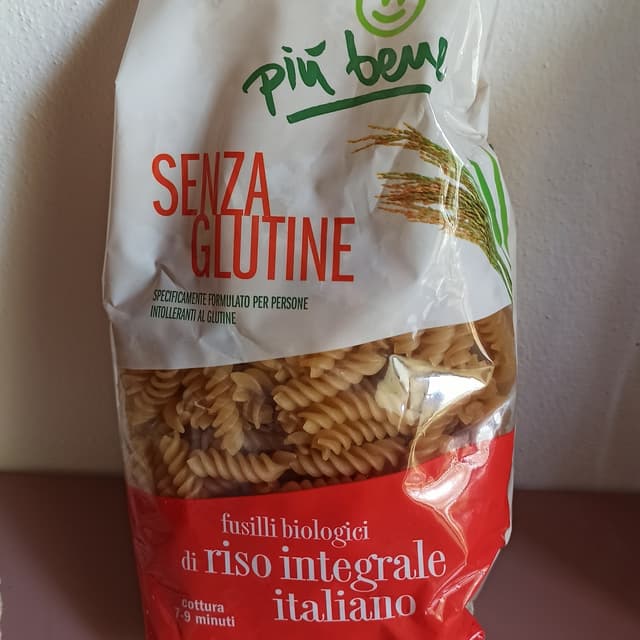 più bene
SENZA
GLUTINE
SPECIFICAMENTE FORMULATO PER PERSONE
INTOLLERANTI AL GLUTINE
fusilli biologici
di riso integrale
italiano
cottura
7-9 minuti